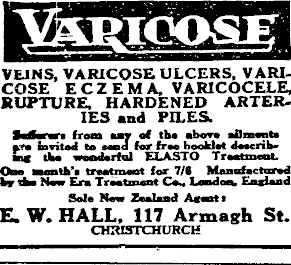 VARICOSE
VEINS, VARICOSE ULCERS, VARI-
COSE ECZEMA, VARICOCELE,
RUPTURE, HARDENED ARTER-
IES and PILES.
Sufferers from any of the above ailments
are invited to send for free booklet describ-
ing the wonderful ELASTO Treatment.
One month's treatment for 7/6 Manufactured
by the New Era Treatment Co., London, England
Sole New Zealand Agent:
E. W. HALL, 117 Armagh St.
CHRISTCHURCH